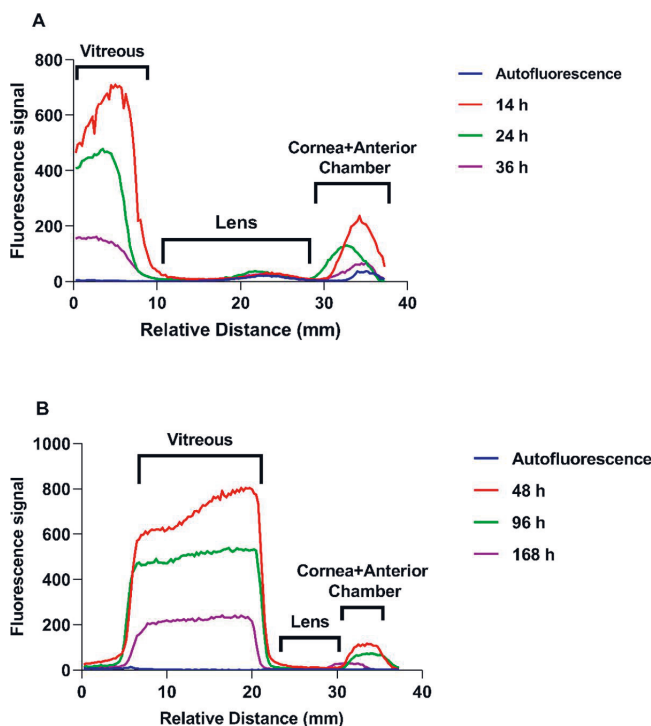 A
Vitreous
800
600
400
200
0
Fluorescence signal
Lens
Cornea+Anterior
Chamber
0 10 20 30 40
Relative Distance (mm)
Autofluorescence
14 h
24 h
36 h
B
Vitreous
1000
800
600
400
200
0
Fluorescence signal
Lens
Cornea+Anterior
Chamber
0 10 20 30 40
Relative Distance (mm)
Autofluorescence
48 h
96 h
168 h